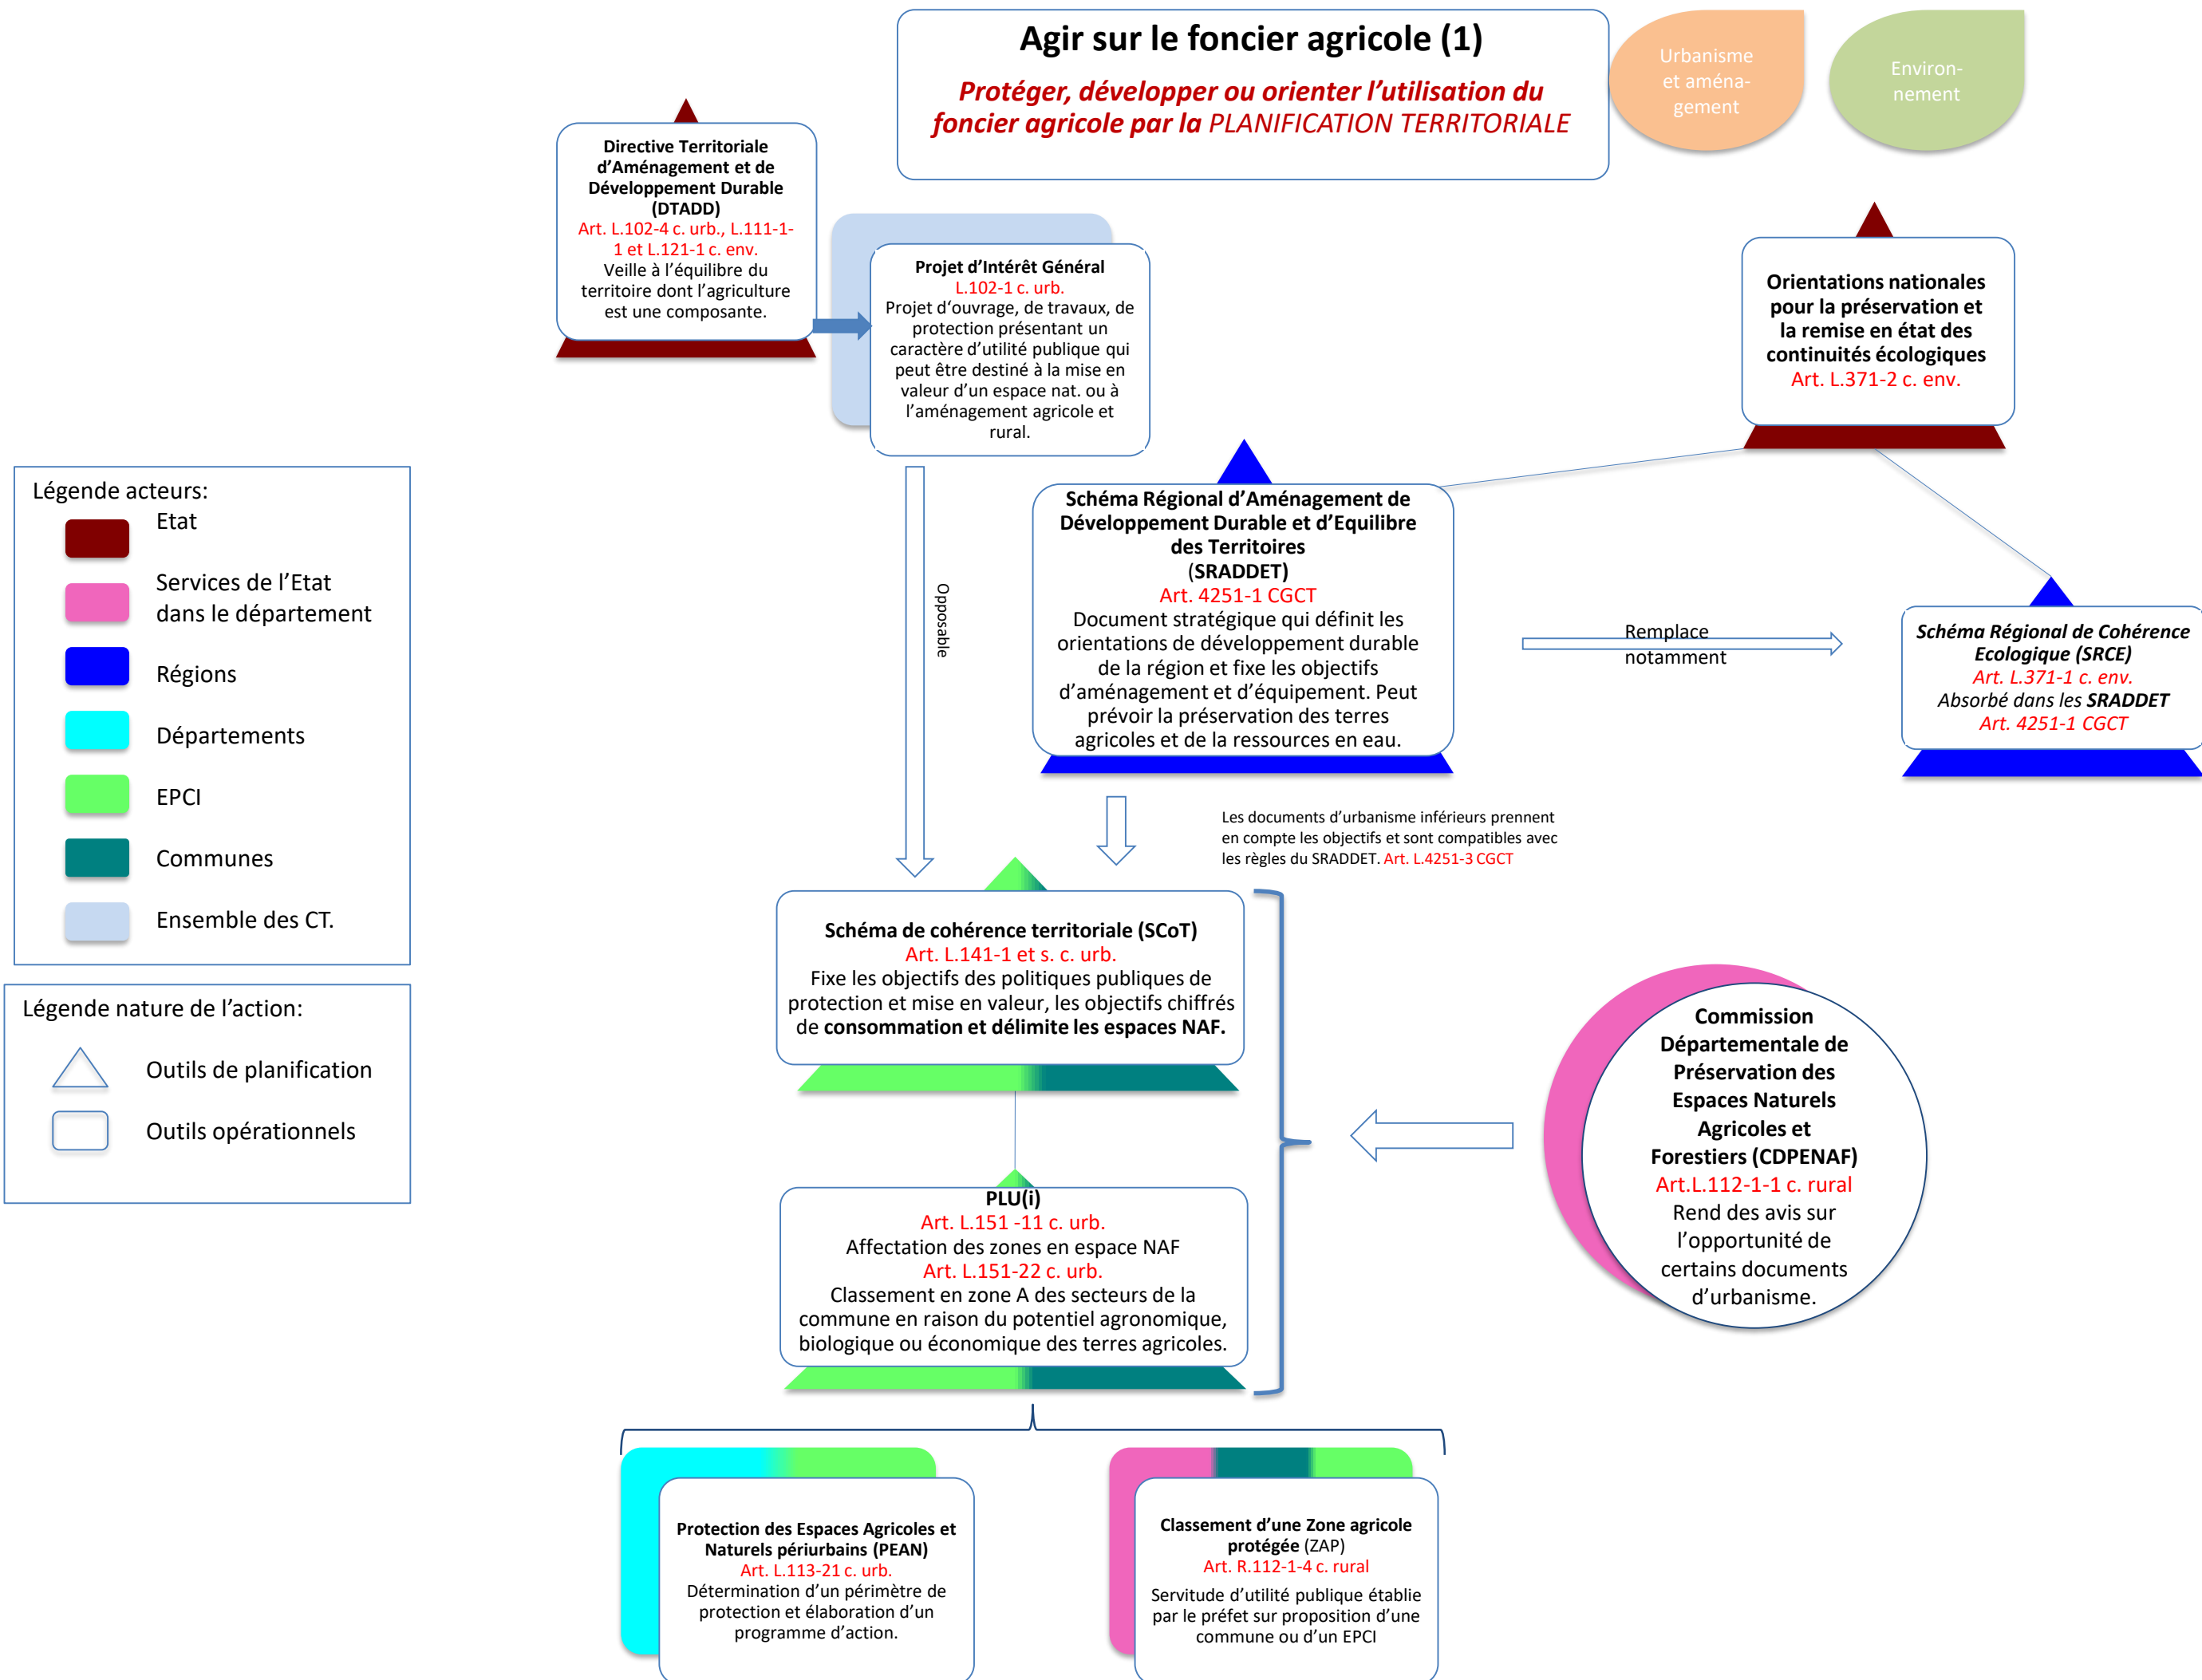 Agir sur le foncier agricole (1)
Protéger, développer ou orienter l’utilisation du
foncier agricole par la PLANIFICATION TERRITORIALE
Urbanisme
et aména-
gement
Environ-
nement
Directive Territoriale
d’Aménagement et de
Développement Durable
(DTADD)
Art. L.102-4 c. urb., L.111-1-
1 et L.121-1 c. env.
Veille à l’équilibre du
territoire dont l’agriculture
est une composante.
Projet d’Intérêt Général
L.102-1 c. urb.
Projet d‘ouvrage, de travaux, de
protection présentant un
caractère d’utilité publique qui
peut être destiné à la mise en
valeur d’un espace nat. ou à
l’aménagement agricole et
rural.
Orientations nationales
pour la préservation et
la remise en état des
continuités écologiques
Art. L.371-2 c. env.
Légende acteurs:
Etat
Services de l’Etat
dans le département
Régions
Départements
EPCI
Communes
Ensemble des CT.
Légende nature de l’action:
Outils de planification
Outils opérationnels
Opposable
Schéma Régional d’Aménagement de
Développement Durable et d’Equilibre
des Territoires
(SRADDET)
Art. 4251-1 CGCT
Document stratégique qui définit les
orientations de développement durable
de la région et fixe les objectifs
d’aménagement et d’équipement. Peut
prévoir la préservation des terres
agricoles et de la ressources en eau.
Remplace
notamment
Schéma Régional de Cohérence
Ecologique (SRCE)
Art. L.371-1 c. env.
Absorbé dans les SRADDET
Art. 4251-1 CGCT
Les documents d’urbanisme inférieurs prennent
en compte les objectifs et sont compatibles avec
les règles du SRADDET. Art. L.4251-3 CGCT
Schéma de cohérence territoriale (SCoT)
Art. L.141-1 et s. c. urb.
Fixe les objectifs des politiques publiques de
protection et mise en valeur, les objectifs chiffrés
de consommation et délimite les espaces NAF.
Commission
Départementale de
Préservation des
Espaces Naturels
Agricoles et
Forestiers (CDPENAF)
Art.L.112-1-1 c. rural
Rend des avis sur
l’opportunité de
certains documents
d’urbanisme.
PLU(i)
Art. L.151 -11 c. urb.
Affectation des zones en espace NAF
Art. L.151-22 c. urb.
Classement en zone A des secteurs de la
commune en raison du potentiel agronomique,
biologique ou économique des terres agricoles.
Protection des Espaces Agricoles et
Naturels périurbains (PEAN)
Art. L.113-21 c. urb.
Détermination d’un périmètre de
protection et élaboration d’un
programme d’action.
Classement d’une Zone agricole
protégée (ZAP)
Art. R.112-1-4 c. rural
Servitude d’utilité publique établie
par le préfet sur proposition d’une
commune ou d’un EPCI